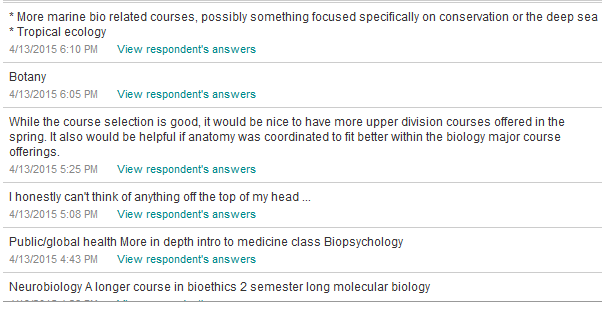 * More marine bio related courses, possibly something focused specifically on conservation or the deep sea
* Tropical ecology
4/13/2015 6:10 PM View respondent's answers
Botany
4/13/2015 6:05 PM View respondent's answers
While the course selection is good, it would be nice to have more upper division courses offered in the
spring. It also would be helpful if anatomy was coordinated to fit better within the biology major course
offerings.
4/13/2015 5:25 PM View respondent's answers
I honestly can't think of anything off the top of my head ...
4/13/2015 5:08 PM View respondent's answers
Public/global health More in depth intro to medicine class Biopsychology
4/13/2015 4:43 PM View respondent's answers
Neurobiology A longer course in bioethics 2 semester long molecular biology